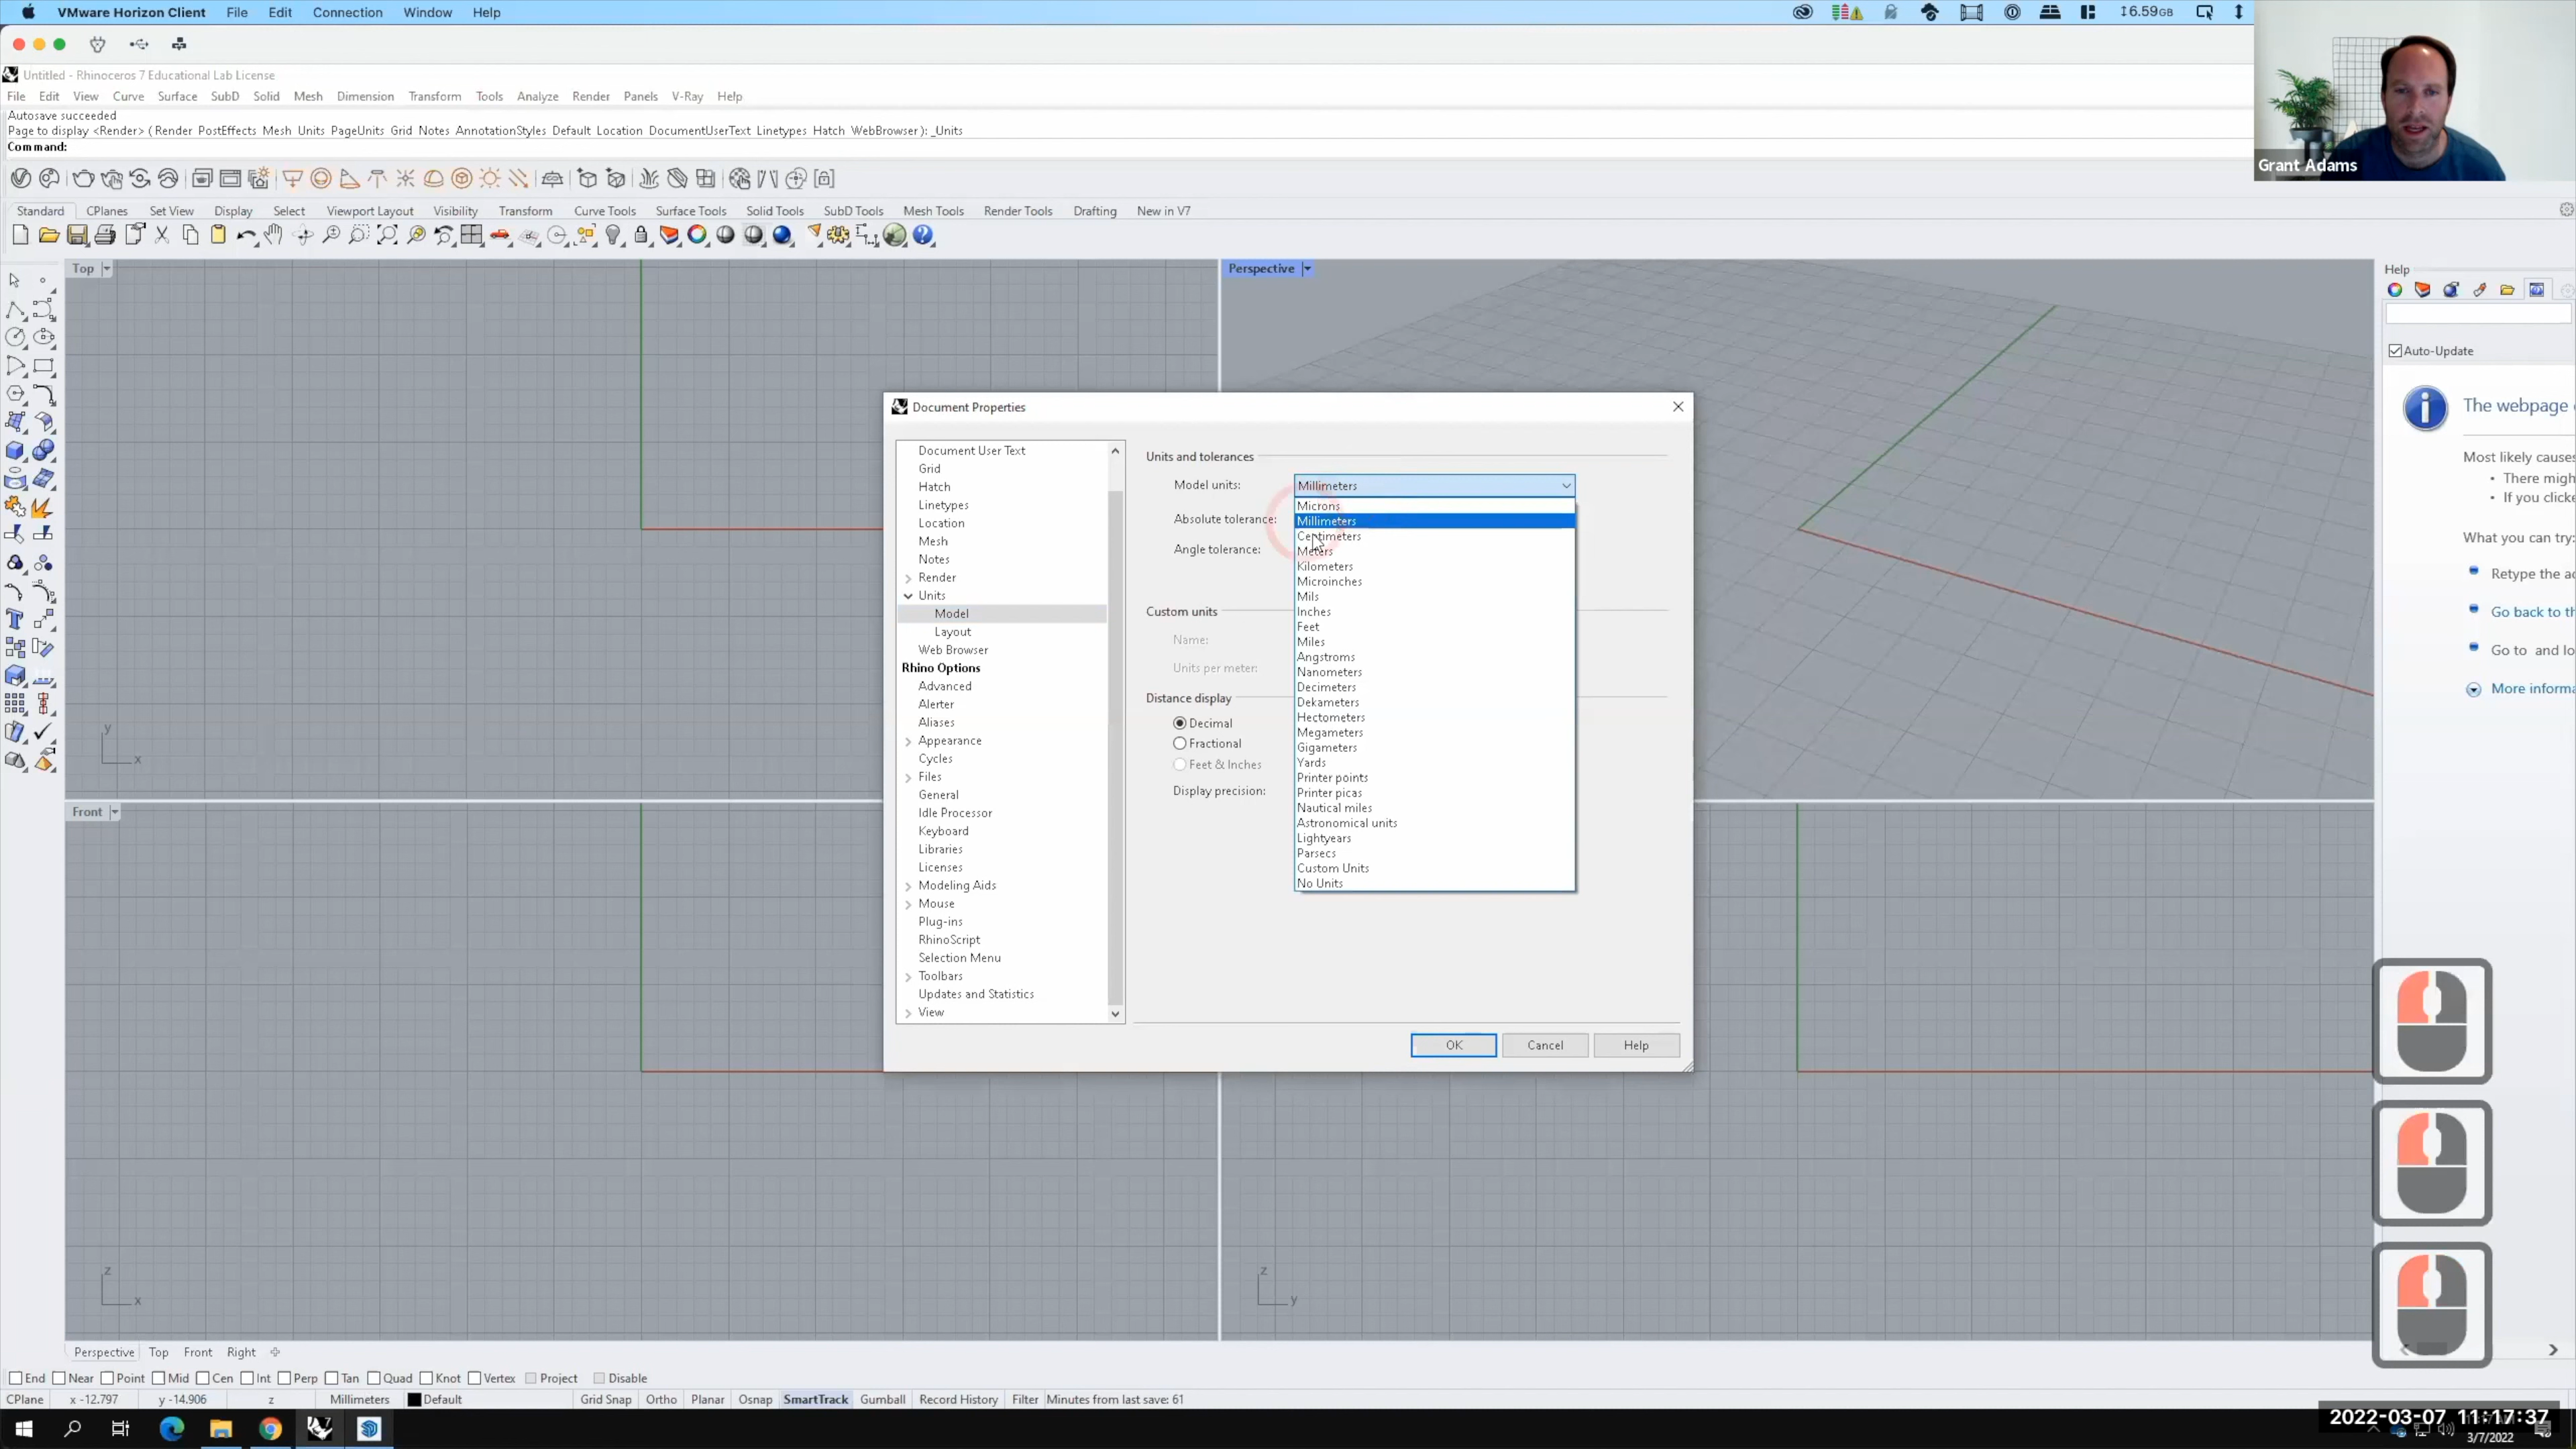 VMware Horizon Client File Edit Connection Window Help 6.59GB
Grant Adams
Untitled - Rhinoceros 7 Educational Lab License
File Edit View Curve Surface SubD Solid Mesh Dimension Transform Tools Analyze Render Panels V-Ray Help
Autosave succeeded
Page to display <Render> ( Render PostEffects Mesh Units PageUnits Grid Notes AnnotationStyles Default Location DocumentUserText Linetypes Hatch WebBrowser ): _Units
Command:
Standard CPlanes Set View Display Select Viewport Layout Visibility Transform Curve Tools Surface Tools Solid Tools SubD Tools Mesh Tools Render Tools Drafting New in V7
Top
Perspective
Help
Auto-Update
The webpage
Most likely causes
There migh
If you clicke
What you can try:
Retype the ad
Go back to th
Go to and lo
More informa
Document Properties
Document User Text
Grid
Hatch
Linetypes
Location
Mesh
Notes
Render
Units
Model
Layout
Web Browser
Rhino Options
Advanced
Alerter
Aliases
Appearance
Cycles
Files
General
Idle Processor
Keyboard
Libraries
Licenses
Modeling Aids
Mouse
Plug-ins
RhinoScript
Selection Menu
Toolbars
Updates and Statistics
View
Units and tolerances
Model units: Millimeters
Absolute tolerance:
Angle tolerance:
Custom units
Name:
Units per meter:
Distance display
Decimal
Fractional
Feet & Inches
Display precision:
Microns
Millimeters
Centimeters
Meters
Kilometers
Microinches
Mils
Inches
Feet
Miles
Angstroms
Nanometers
Decimeters
Dekameters
Hectometers
Megameters
Gigameters
Yards
Printer points
Printer picas
Nautical miles
Astronomical units
Lightyears
Parsecs
Custom Units
No Units
OK Cancel Help
y
x
Front
z
x
z
y
Perspective Top Front Right
End Near Point Mid Cen Int Perp Tan Quad Knot Vertex Project Disable
CPlane x -12.797 y -14.906 z Millimeters Default Grid Snap Ortho Planar Osnap SmartTrack Gumball Record History Filter Minutes from last save: 61
2022-03-07 11:17:37
3/7/2022